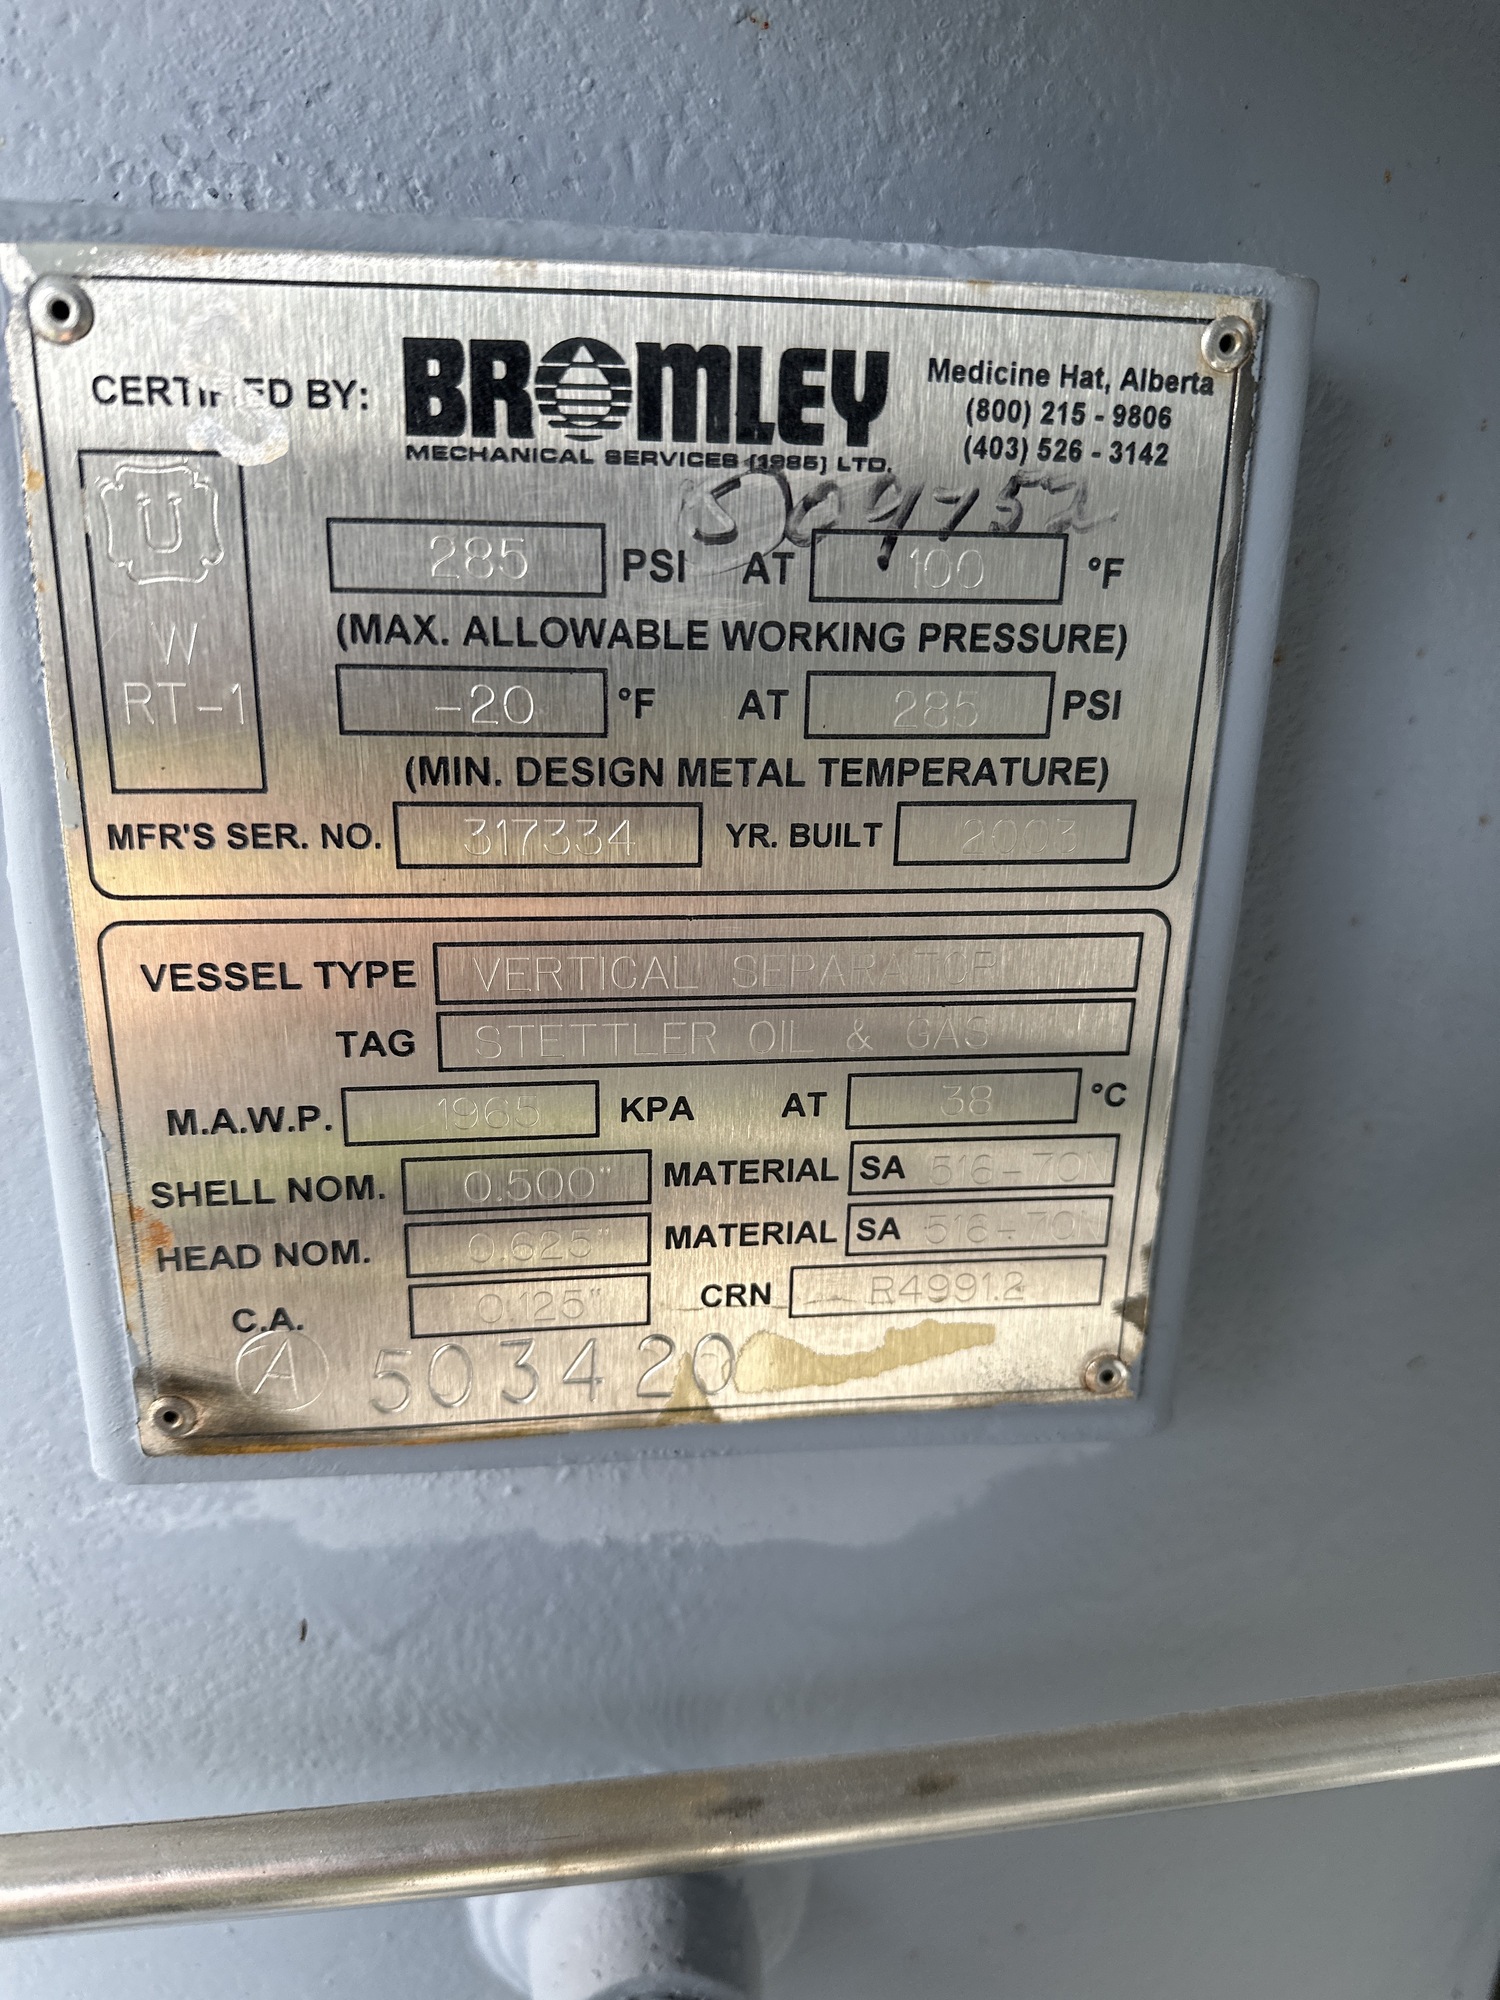 CERTIFIED BY: BROMLEY
MECHANICAL SERVICES (1985) LTD.
Medicine Hat, Alberta
(800) 215 - 9806
(403) 526 - 3142
U
W
RT-1
285 PSI AT 100 °F
(MAX. ALLOWABLE WORKING PRESSURE)
-20 °F AT 285 PSI
(MIN. DESIGN METAL TEMPERATURE)
MFR'S SER. NO. 317334 YR. BUILT 2003
VESSEL TYPE VERTICAL SEPARATOR
TAG STETTLER OIL & GAS
M.A.W.P. 1965 KPA AT 38 °C
SHELL NOM. 0.500" MATERIAL SA 516-70N
HEAD NOM. 0.625" MATERIAL SA 516-70N
C.A. 0.125" CRN R4991.2
A 503420